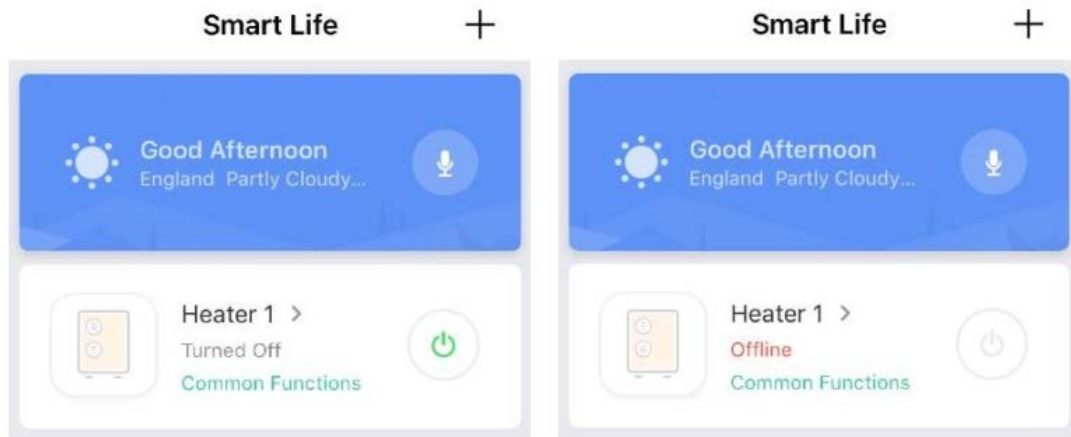 Smart Life +
Good Afternoon
England Partly Cloudy...
Heater 1 >
Turned Off
Common Functions
Smart Life +
Good Afternoon
England Partly Cloudy...
Heater 1 >
Offline
Common Functions